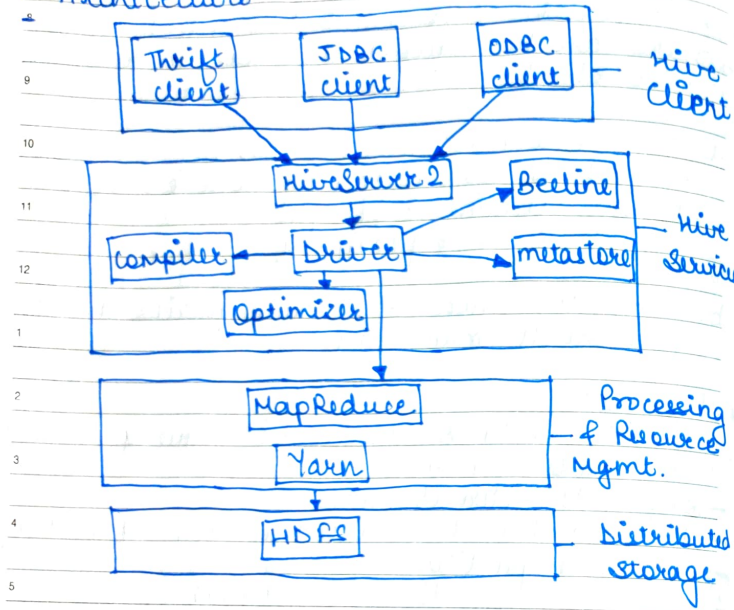 Architecture
8
Thrift client
JDBC client
ODBC client
Hive Client
9
10
HiveServer 2
Beeline
11
Compiler
Driver
metastore
Hive
12
Optimizer
1
2
MapReduce
Processing
& Resource
Mgmt.
3
Yarn
4
HDFS
Distributed
Storage
5